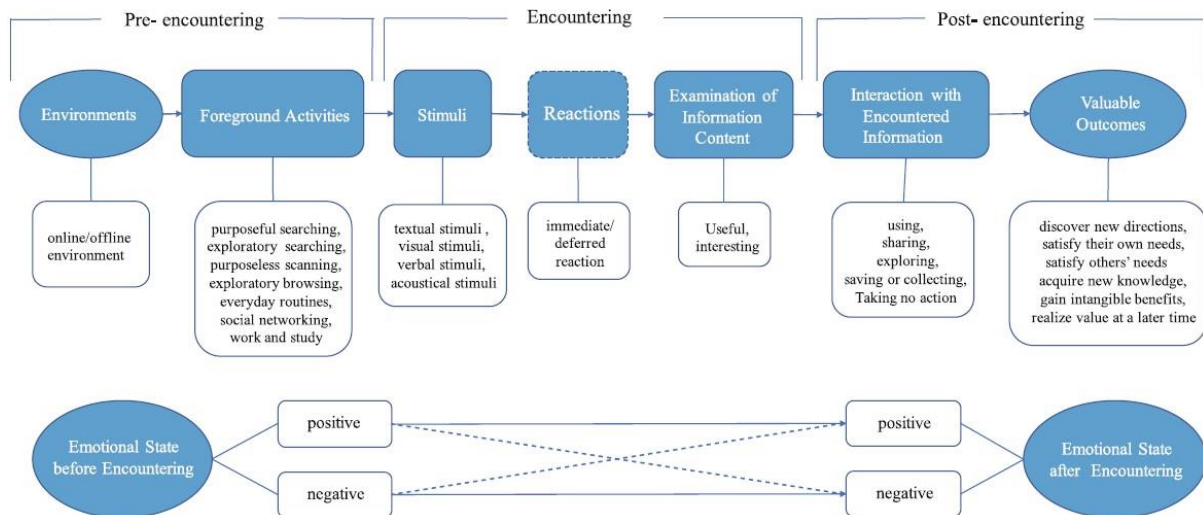 Pre- encountering
Encountering
Post- encountering
Environments
Foreground Activities
Stimuli
Reactions
Examination of
Information
Content
Interaction with
Encountered
Information
Valuable
Outcomes
online/offline
environment
purposeful searching,
exploratory searching,
purposeless scanning,
exploratory browsing,
everyday routines,
social networking,
work and study
textual stimuli ,
visual stimuli,
verbal stimuli,
acoustical stimuli
immediate/
deferred
reaction
Useful,
interesting
using,
sharing,
exploring,
saving or collecting,
Taking no action
discover new directions,
satisfy their own needs,
satisfy others' needs
acquire new knowledge,
gain intangible benefits,
realize value at a later time
Emotional State
before Encountering
positive
negative
positive
negative
Emotional State
after Encountering